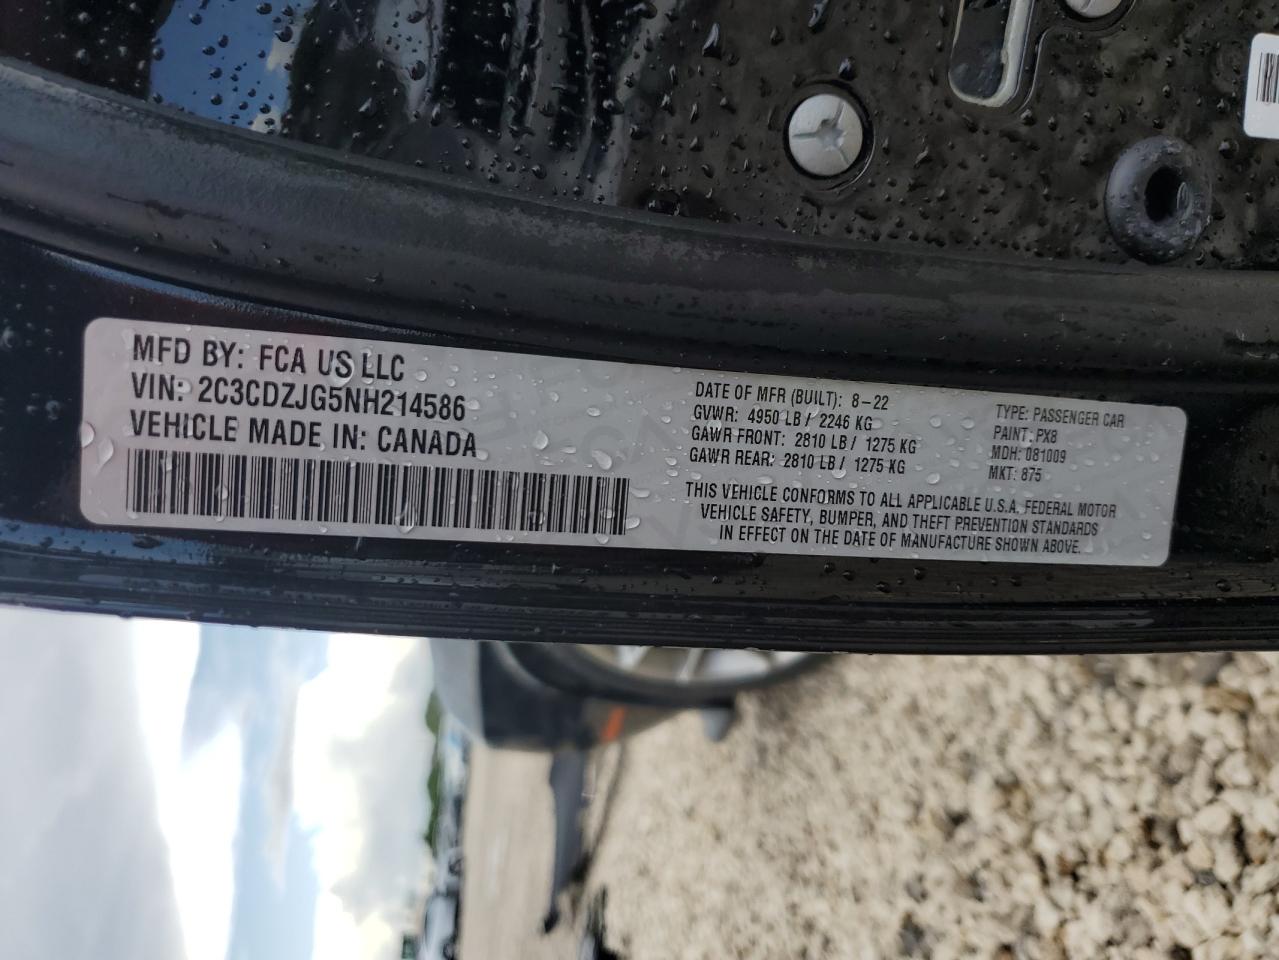 MFD BY: FCA US LLC
VIN: 2C3CDZJG5NH214586
VEHICLE MADE IN: CANADA
DATE OF MFR (BUILT): 8-22
GVWR: 4950 LB / 2246 KG
GAWR FRONT: 2810 LB / 1275 KG
GAWR REAR: 2810 LB / 1275 KG
TYPE: PASSENGER CAR
PAINT: PX8
MDH: 081009
MKT: 875
THIS VEHICLE CONFORMS TO ALL APPLICABLE U.S.A. FEDERAL MOTOR
VEHICLE SAFETY, BUMPER, AND THEFT PREVENTION STANDARDS
IN EFFECT ON THE DATE OF MANUFACTURE SHOWN ABOVE.